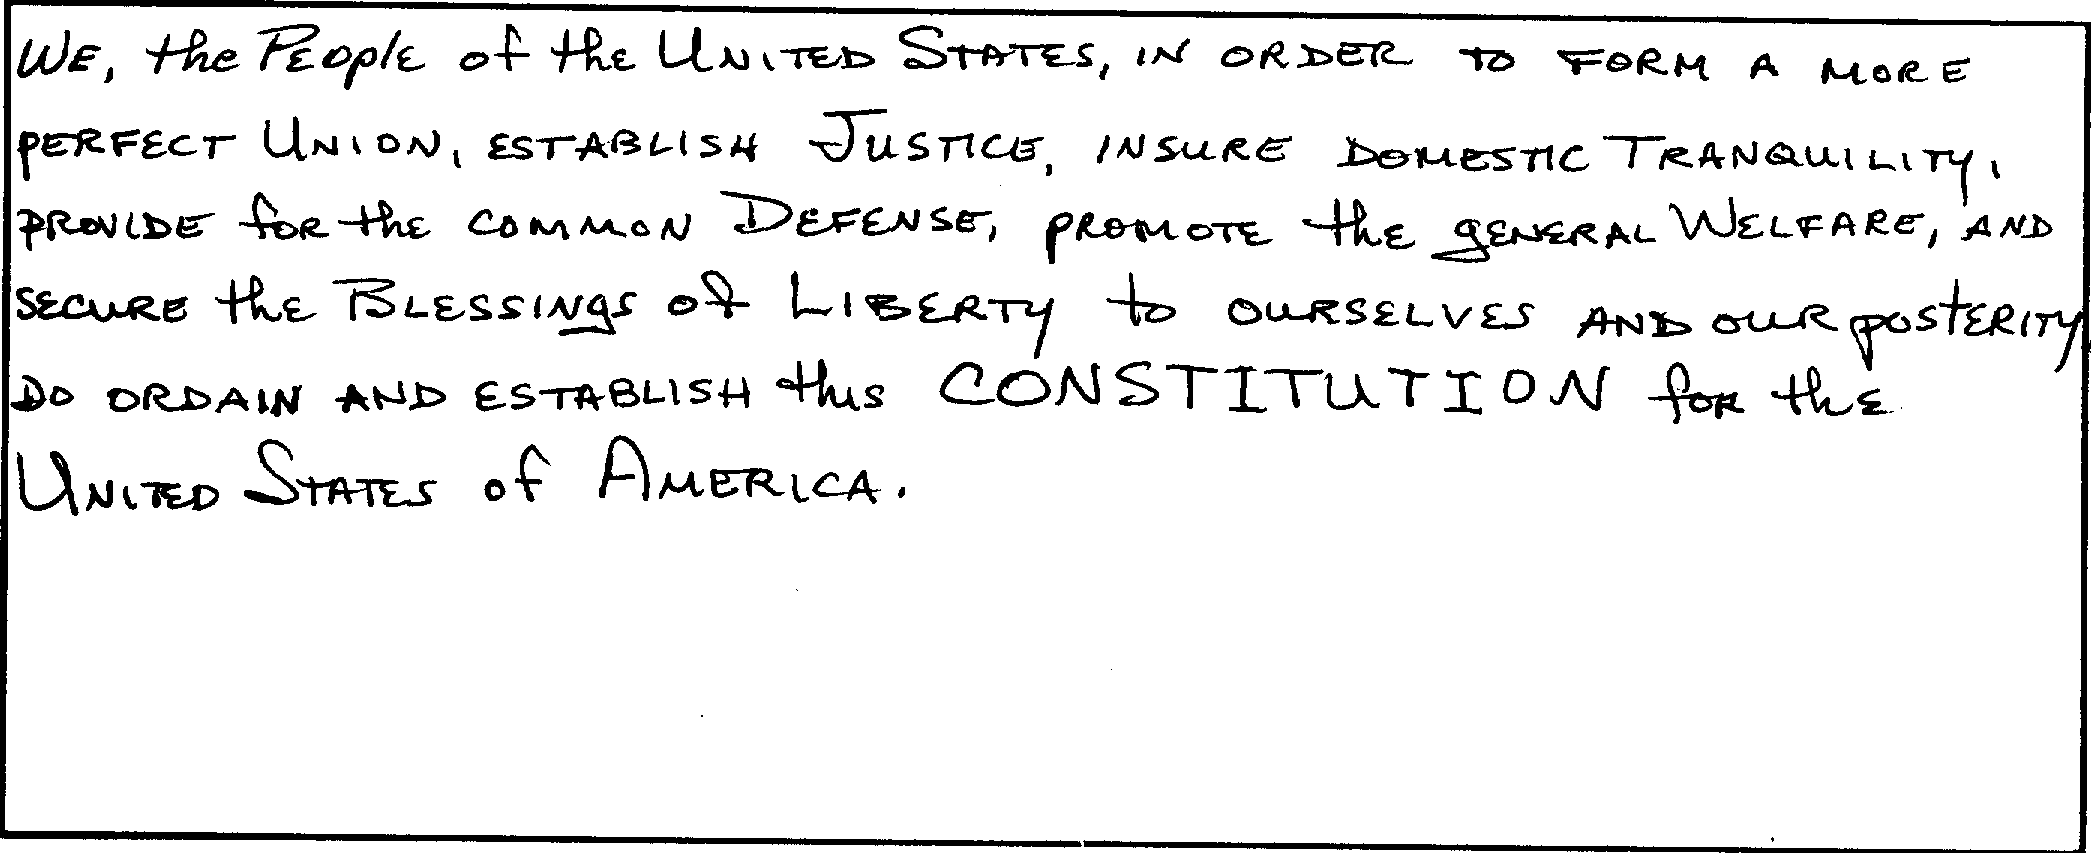 We, the People of the United States, in order to form a more
perfect Union, establish Justice, insure domestic Tranquility,
provide for the common Defense, promote the general Welfare, and
secure the Blessings of Liberty to ourselves and our posterity
do ordain and establish this CONSTITUTION for the
United States of America.